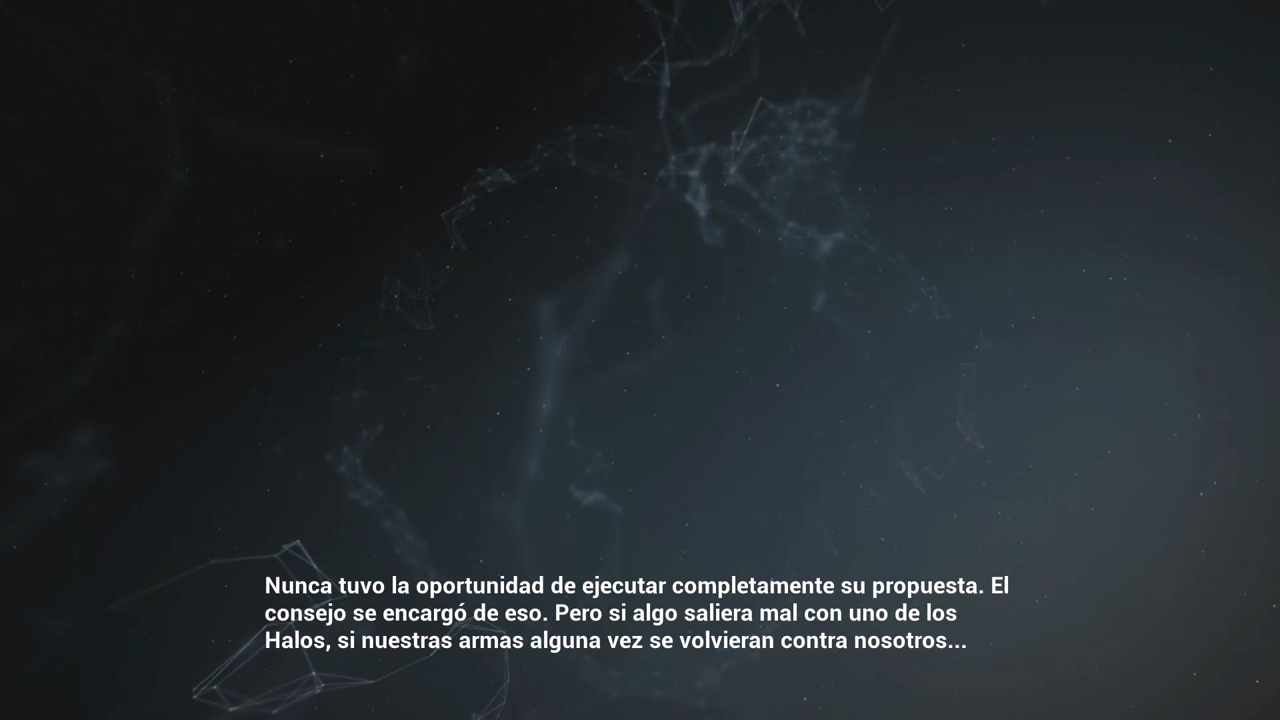 Nunca tuvo la oportunidad de ejecutar completamente su propuesta. El
consejo se encargó de eso. Pero si algo saliera mal con uno de los
Halos, si nuestras armas alguna vez se volvieran contra nosotros...